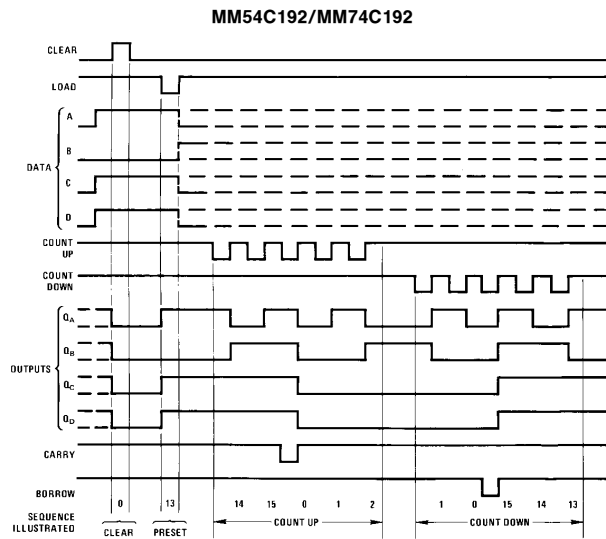 MM54C192/MM74C192
CLEAR
LOAD
A
B
DATA
C
D
COUNT
UP
COUNT
DOWN
QA
QB
OUTPUTS
QC
QD
CARRY
BORROW
0 13 14 15 0 1 2 1 0 15 14 13
SEQUENCE
ILLUSTRATED
CLEAR PRESET COUNT UP COUNT DOWN